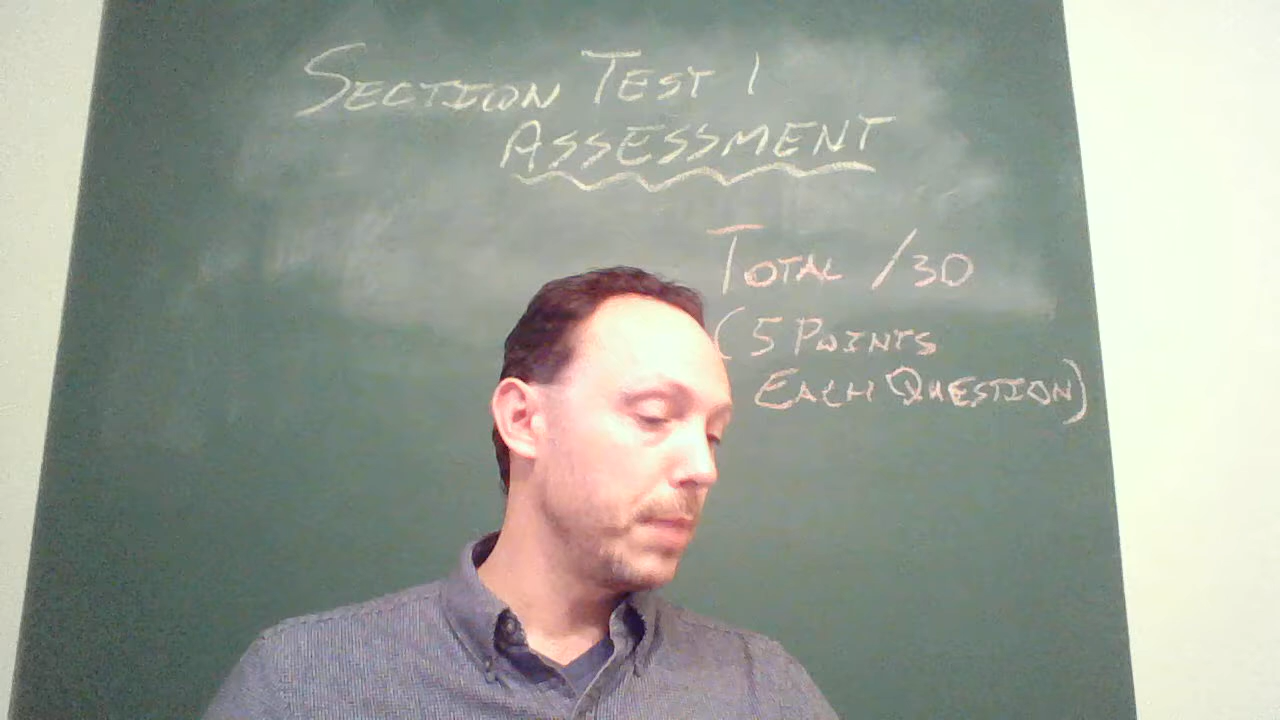 SECTION TEST 1
ASSESSMENT
TOTAL /30
(5 POINTS
EACH QUESTION)